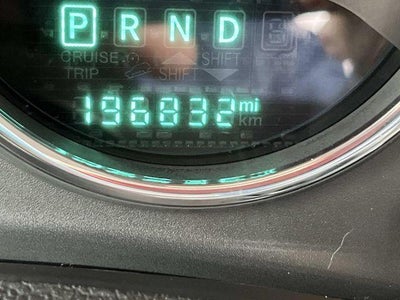 P R N D
CRUISE SHIFT
TRIP SHIFT
196832 mi
km